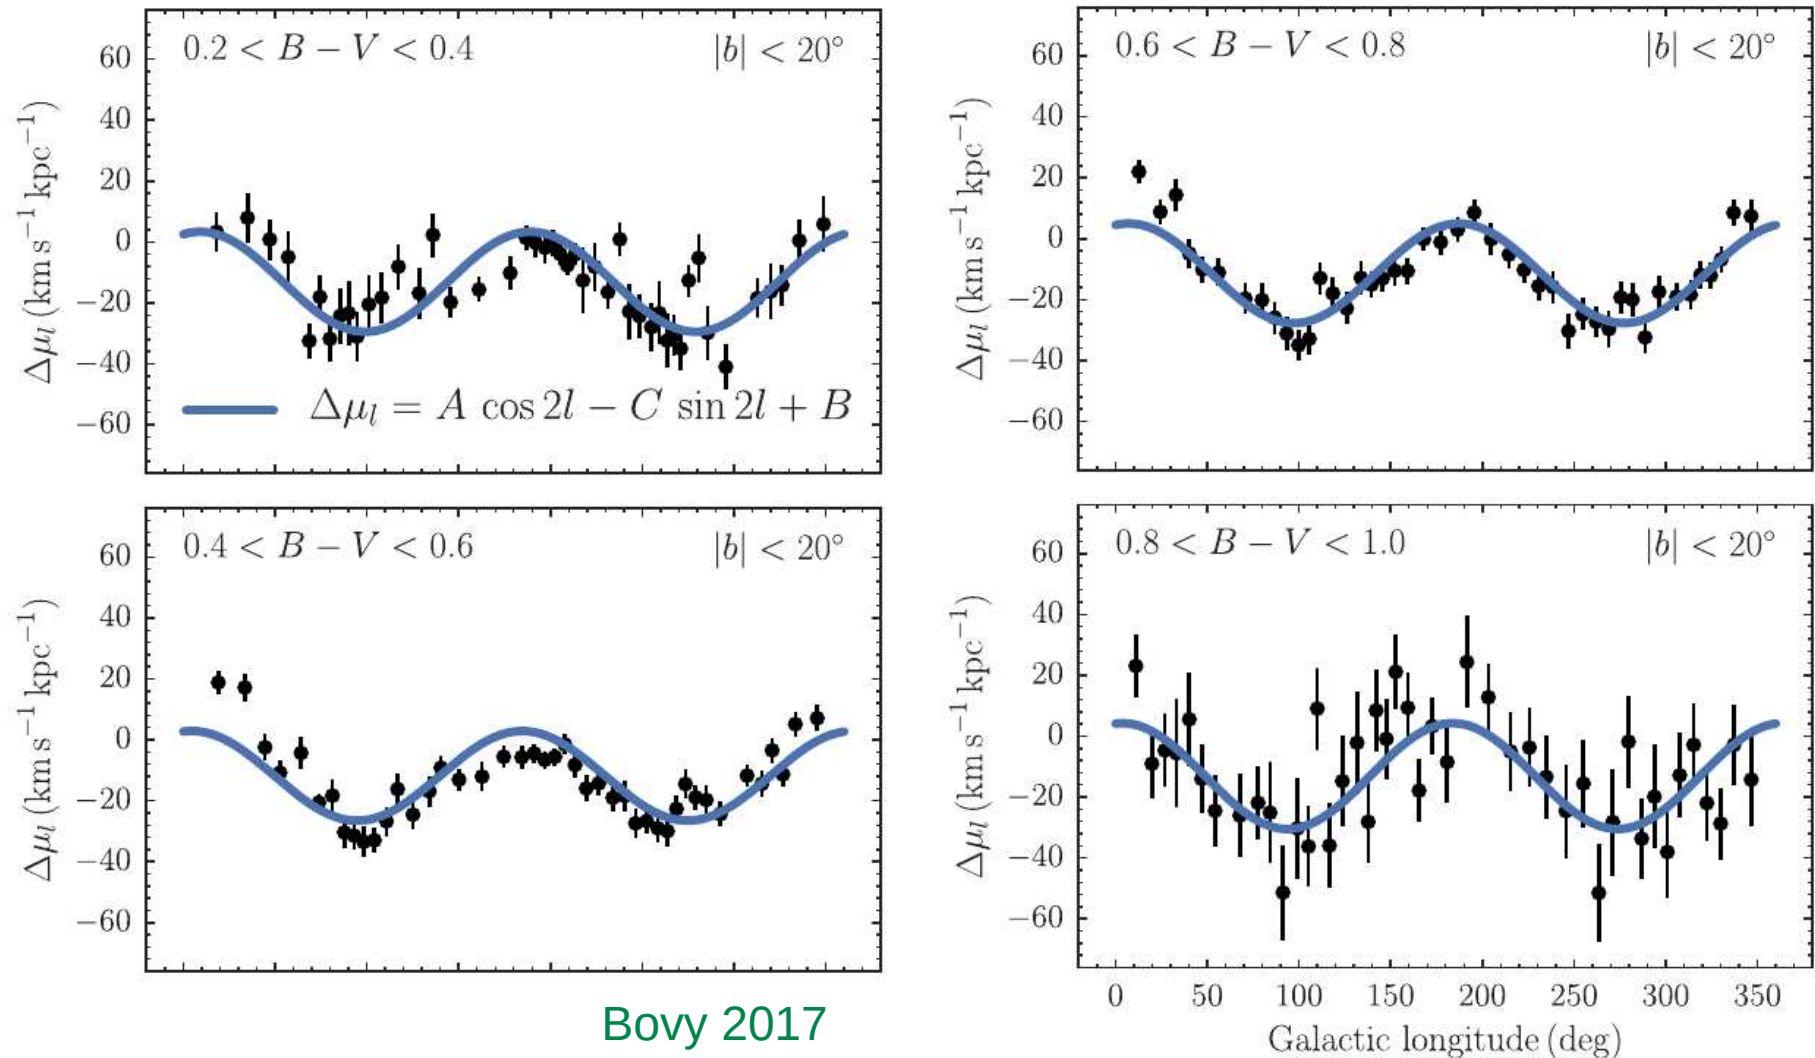 0.2 < B − V < 0.4 |b| < 20°
60
40
20
0
−20
−40
−60
Δμ_l (km s⁻¹ kpc⁻¹)
Δμ_l = A cos 2l − C sin 2l + B
0.6 < B − V < 0.8 |b| < 20°
60
40
20
0
−20
−40
−60
Δμ_l (km s⁻¹ kpc⁻¹)
0.4 < B − V < 0.6 |b| < 20°
60
40
20
0
−20
−40
−60
Δμ_l (km s⁻¹ kpc⁻¹)
0.8 < B − V < 1.0 |b| < 20°
60
40
20
0
−20
−40
−60
Δμ_l (km s⁻¹ kpc⁻¹)
0 50 100 150 200 250 300 350
Galactic longitude (deg)
Bovy 2017